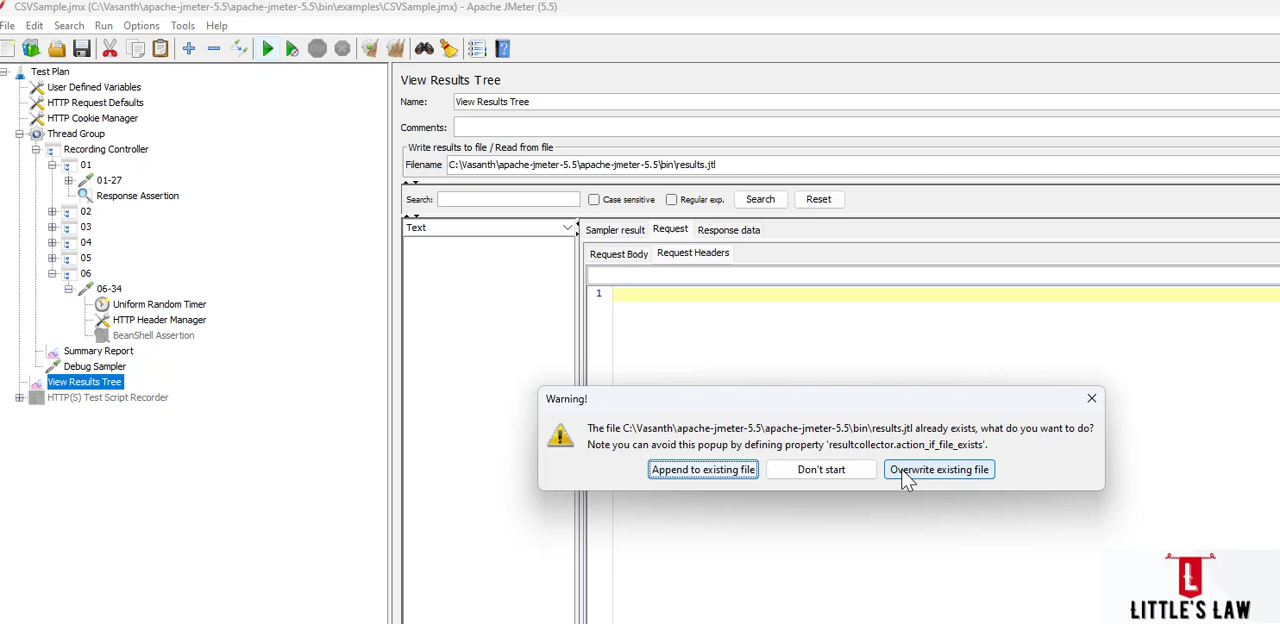 CSVSample.jmx (C:\Vasanth\apache-jmeter-5.5\apache-jmeter-5.5\bin\examples\CSVSample.jmx) - Apache JMeter (5.5)
File Edit Search Run Options Tools Help
Test Plan
User Defined Variables
HTTP Request Defaults
HTTP Cookie Manager
Thread Group
Recording Controller
01
01-27
Response Assertion
02
03
04
05
06
06-34
Uniform Random Timer
HTTP Header Manager
BeanShell Assertion
Summary Report
Debug Sampler
View Results Tree
HTTP(S) Test Script Recorder
View Results Tree
Name: View Results Tree
Comments:
Write results to file / Read from file
Filename C:\Vasanth\apache-jmeter-5.5\apache-jmeter-5.5\bin\results.jtl
Search: Case sensitive Regular exp. Search Reset
Text
Sampler result Request Response data
Request Body Request Headers
1
Warning!
The file C:\Vasanth\apache-jmeter-5.5\apache-jmeter-5.5\bin\results.jtl already exists, what do you want to do?
Note you can avoid this popup by defining property 'resultcollector.action_if_file_exists'.
Append to existing file Don't start Overwrite existing file
L
LITTLE'S LAW